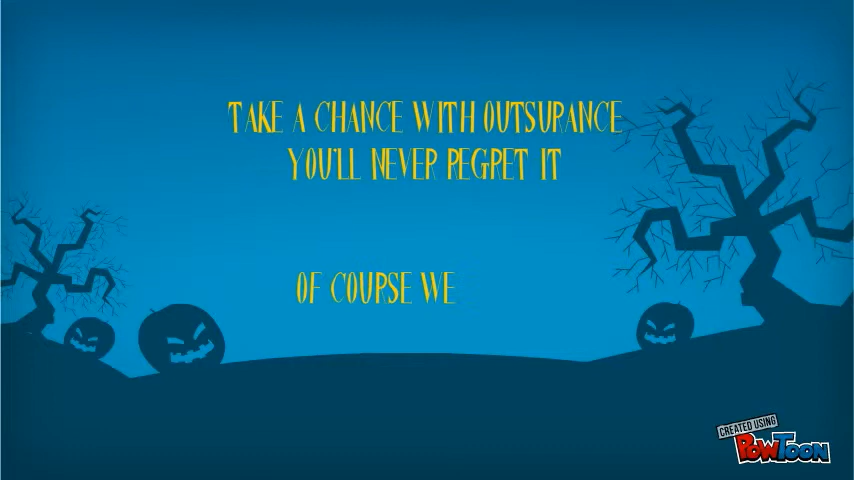 TAKE A CHANCE WITH OUTSURANCE
YOU'LL NEVER REGRET IT
OF COURSE WE
CREATED USING
POWTOON